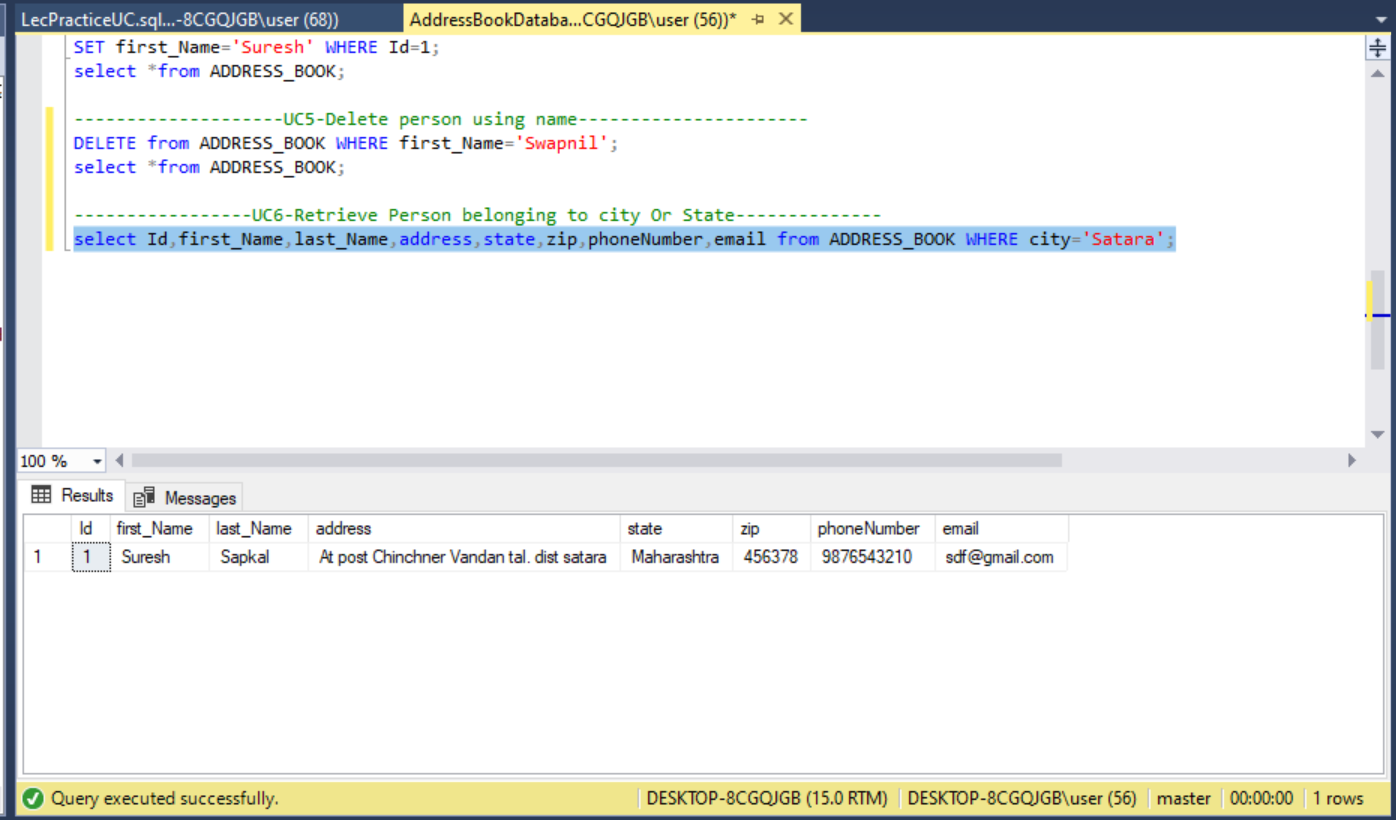 LecPracticeUC.sql...-8CGQJGB\user (68)) AddressBookDataba...CGQJGB\user (56))*
SET first_Name='Suresh' WHERE Id=1;
select *from ADDRESS_BOOK;
--------------------UC5-Delete person using name----------------------
DELETE from ADDRESS_BOOK WHERE first_Name='Swapnil';
select *from ADDRESS_BOOK;
-----------------UC6-Retrieve Person belonging to city Or State--------------
select Id,first_Name,last_Name,address,state,zip,phoneNumber,email from ADDRESS_BOOK WHERE city='Satara';
100 %
Results Messages
Id first_Name last_Name address state zip phoneNumber email
1 1 Suresh Sapkal At post Chinchner Vandan tal. dist satara Maharashtra 456378 9876543210 sdf@gmail.com
Query executed successfully. DESKTOP-8CGQJGB (15.0 RTM) DESKTOP-8CGQJGB\user (56) master 00:00:00 1 rows